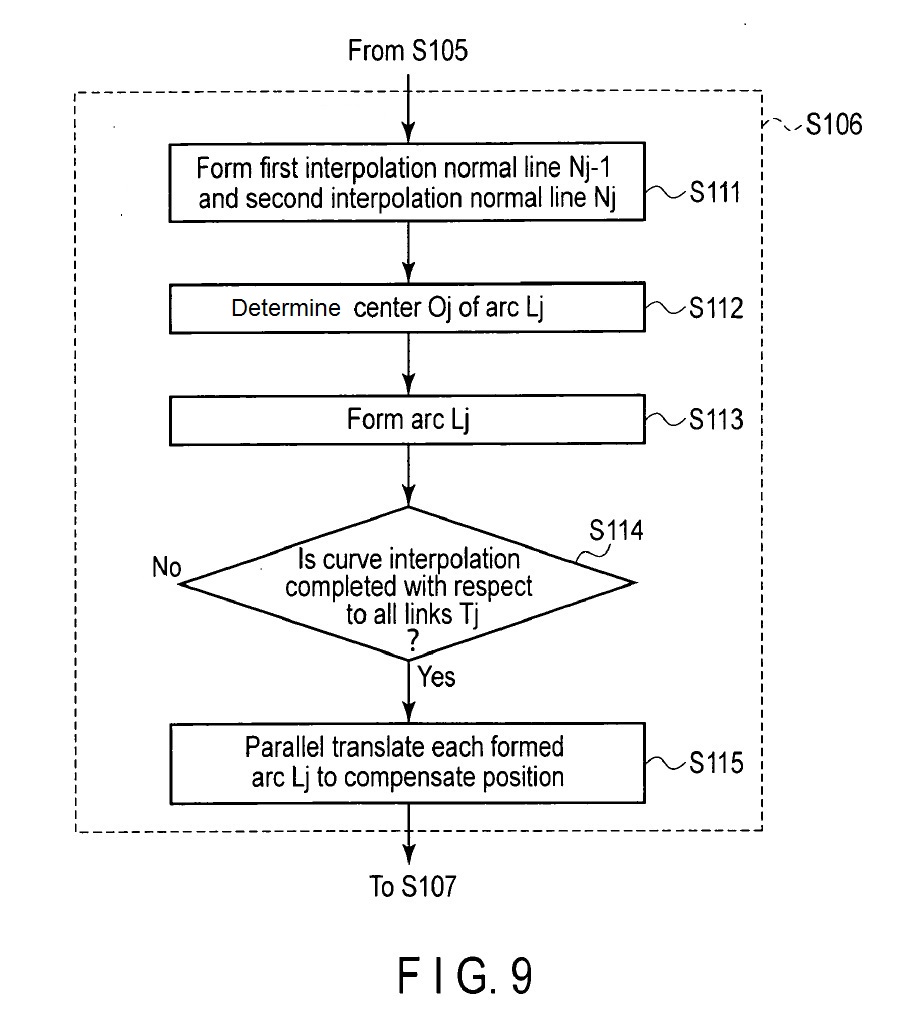 From S105
S106
Form first interpolation normal line Nj-1
and second interpolation normal line Nj
S111
Determine center Oj of arc Lj
S112
Form arc Lj
S113
S114
No
Is curve interpolation
completed with respect
to all links Tj
?
Yes
Parallel translate each formed
arc Lj to compensate position
S115
To S107
FIG. 9